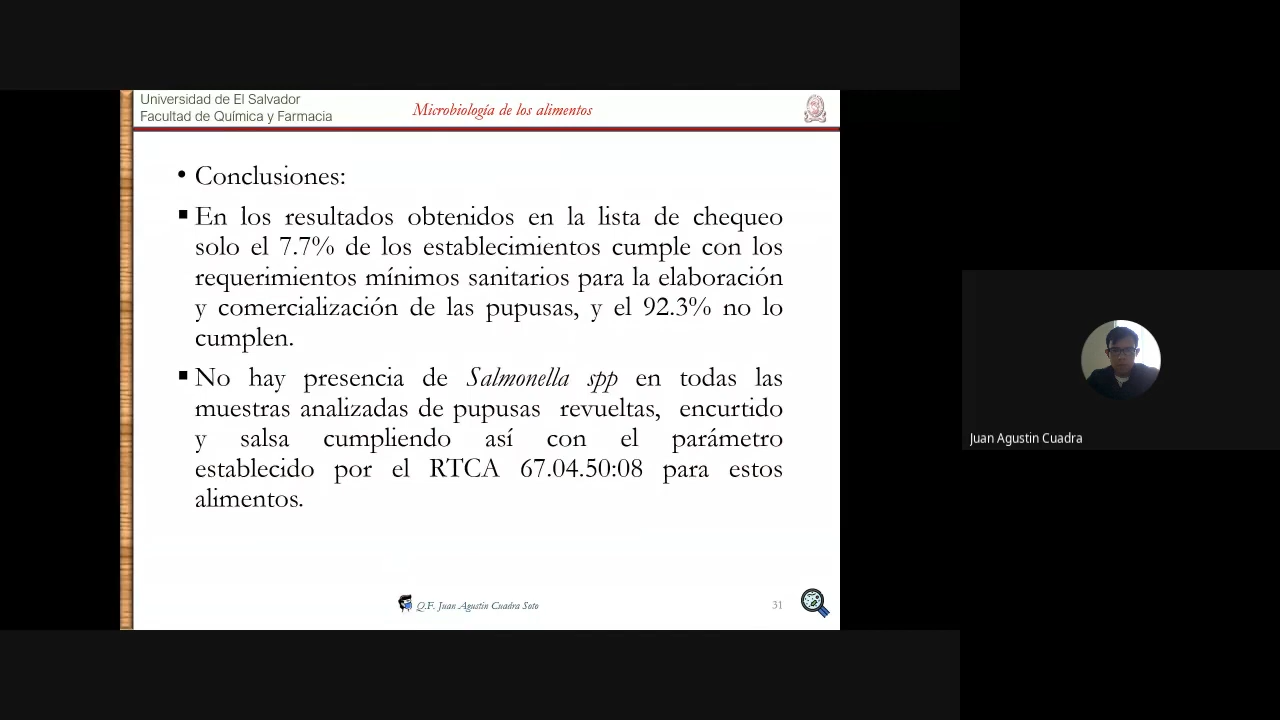 Universidad de El Salvador
Facultad de Química y Farmacia
Microbiología de los alimentos
• Conclusiones:
▪ En los resultados obtenidos en la lista de chequeo
solo el 7.7% de los establecimientos cumple con los
requerimientos mínimos sanitarios para la elaboración
y comercialización de las pupusas, y el 92.3% no lo
cumplen.
▪ No hay presencia de Salmonella spp en todas las
muestras analizadas de pupusas revueltas, encurtido
y salsa cumpliendo así con el parámetro
establecido por el RTCA 67.04.50:08 para estos
alimentos.
Q.F. Juan Agustín Cuadra Soto
31
Juan Agustin Cuadra